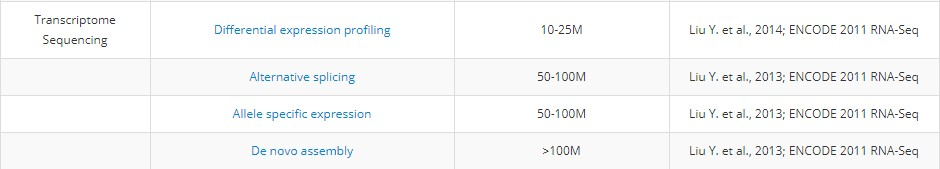 Transcriptome
Sequencing
Differential expression profiling
10-25M
Liu Y. et al., 2014; ENCODE 2011 RNA-Seq
Alternative splicing
50-100M
Liu Y. et al., 2013; ENCODE 2011 RNA-Seq
Allele specific expression
50-100M
Liu Y. et al., 2013; ENCODE 2011 RNA-Seq
De novo assembly
>100M
Liu Y. et al., 2013; ENCODE 2011 RNA-Seq